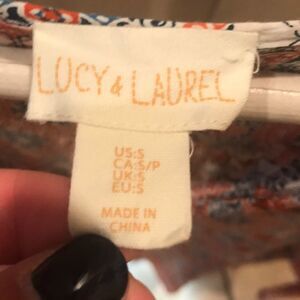 LUCY & LAUREL
US:S
CA:S/P
UK:S
EU:S
MADE IN
CHINA